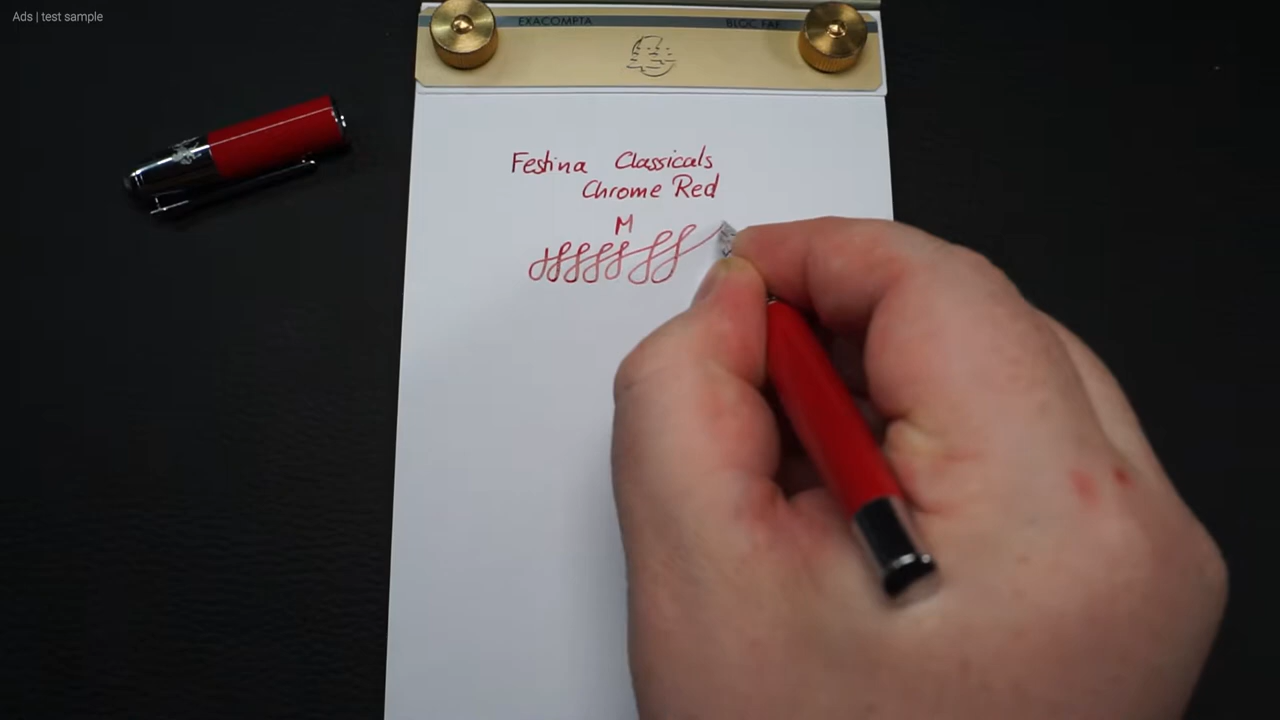 Ads | test sample
EXACOMPTA BLOC FAF
Festina Classicals
Chrome Red
M